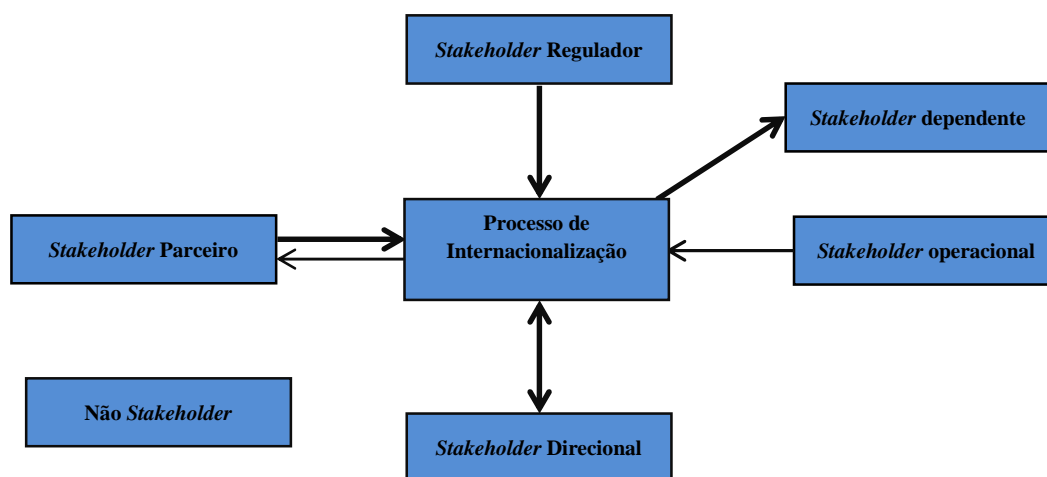 Stakeholder Regulador
Stakeholder dependente
Stakeholder Parceiro
Processo de
Internacionalização
Stakeholder operacional
Não Stakeholder
Stakeholder Direcional